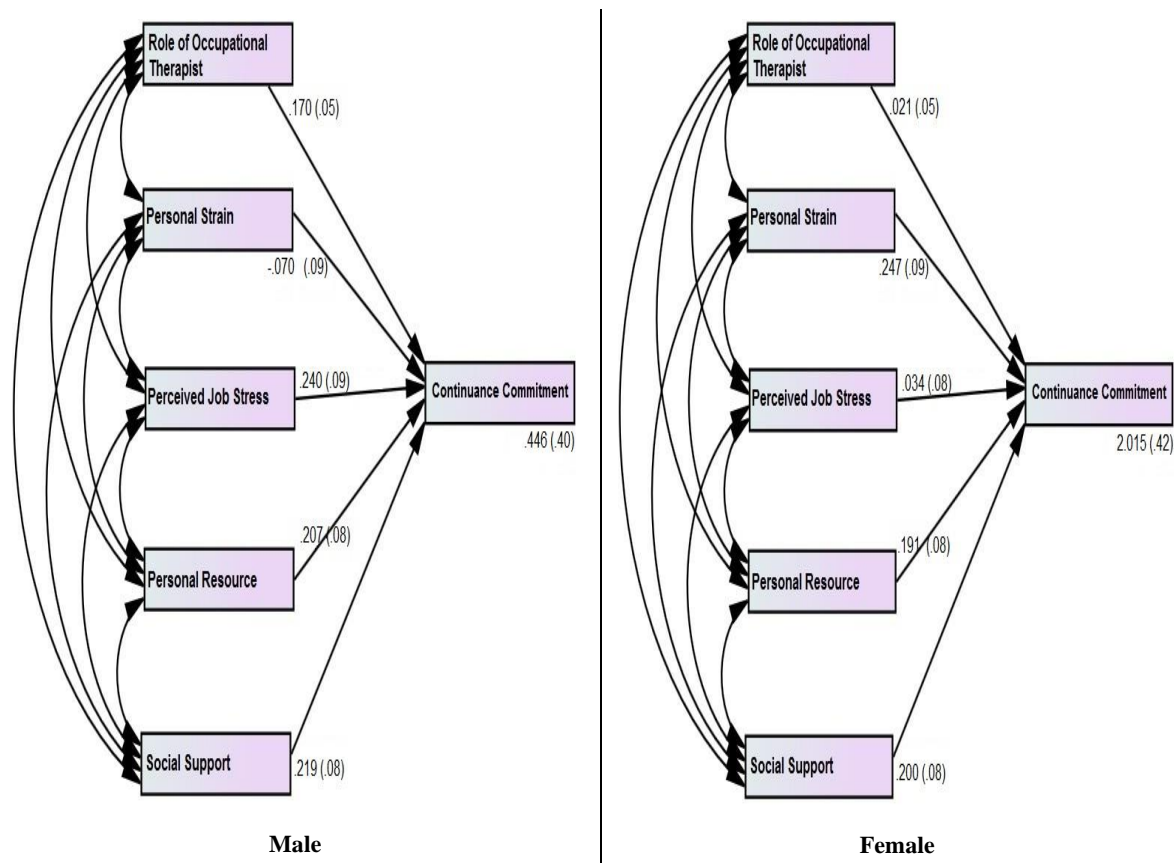 Role of Occupational
Therapist
.170 (.05)
Personal Strain
-.070 (.09)
Perceived Job Stress
.240 (.09)
Continuance Commitment
.446 (.40)
.207 (.08)
Personal Resource
Social Support
.219 (.08)
Male
Role of Occupational
Therapist
.021 (.05)
Personal Strain
.247 (.09)
Perceived Job Stress
.034 (.08)
Continuance Commitment
2.015 (.42)
.191 (.08)
Personal Resource
Social Support
.200 (.08)
Female